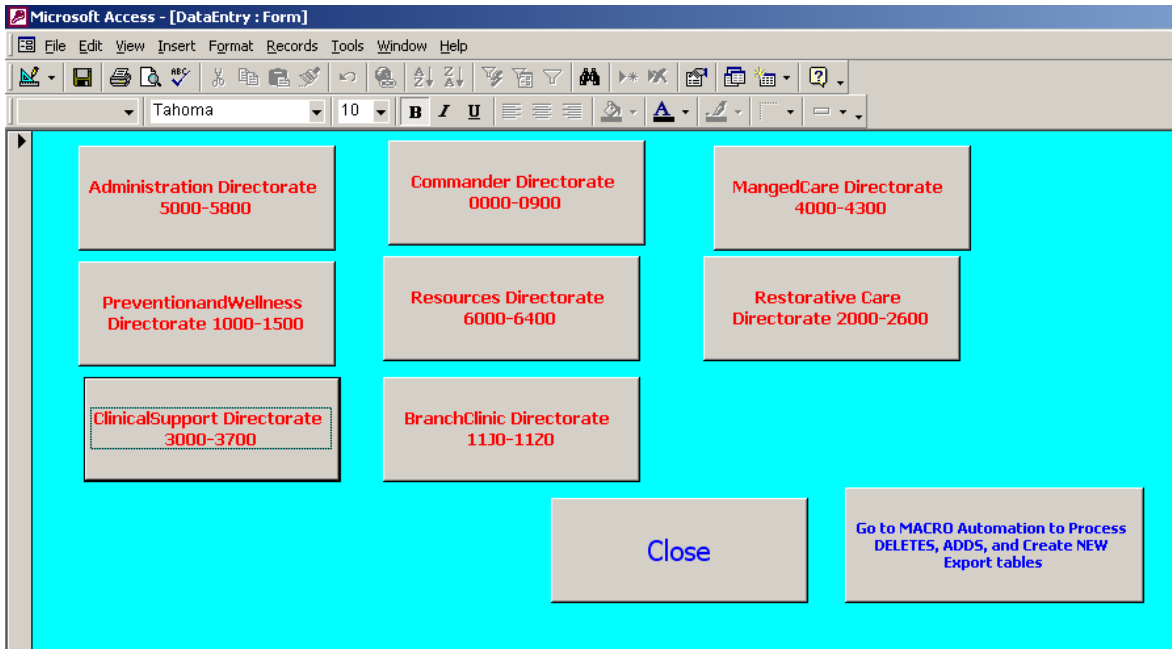 Microsoft Access - [DataEntry : Form]
File Edit View Insert Format Records Tools Window Help
Tahoma 10 B I U A
Administration Directorate
5000-5800
Commander Directorate
0000-0900
MangedCare Directorate
4000-4300
PreventionandWellness
Directorate 1000-1500
Resources Directorate
6000-6400
Restorative Care
Directorate 2000-2600
ClinicalSupport Directorate
3000-3700
BranchClinic Directorate
11J0-11Z0
Close
Go to MACRO Automation to Process
DELETES, ADDS, and Create NEW
Export tables